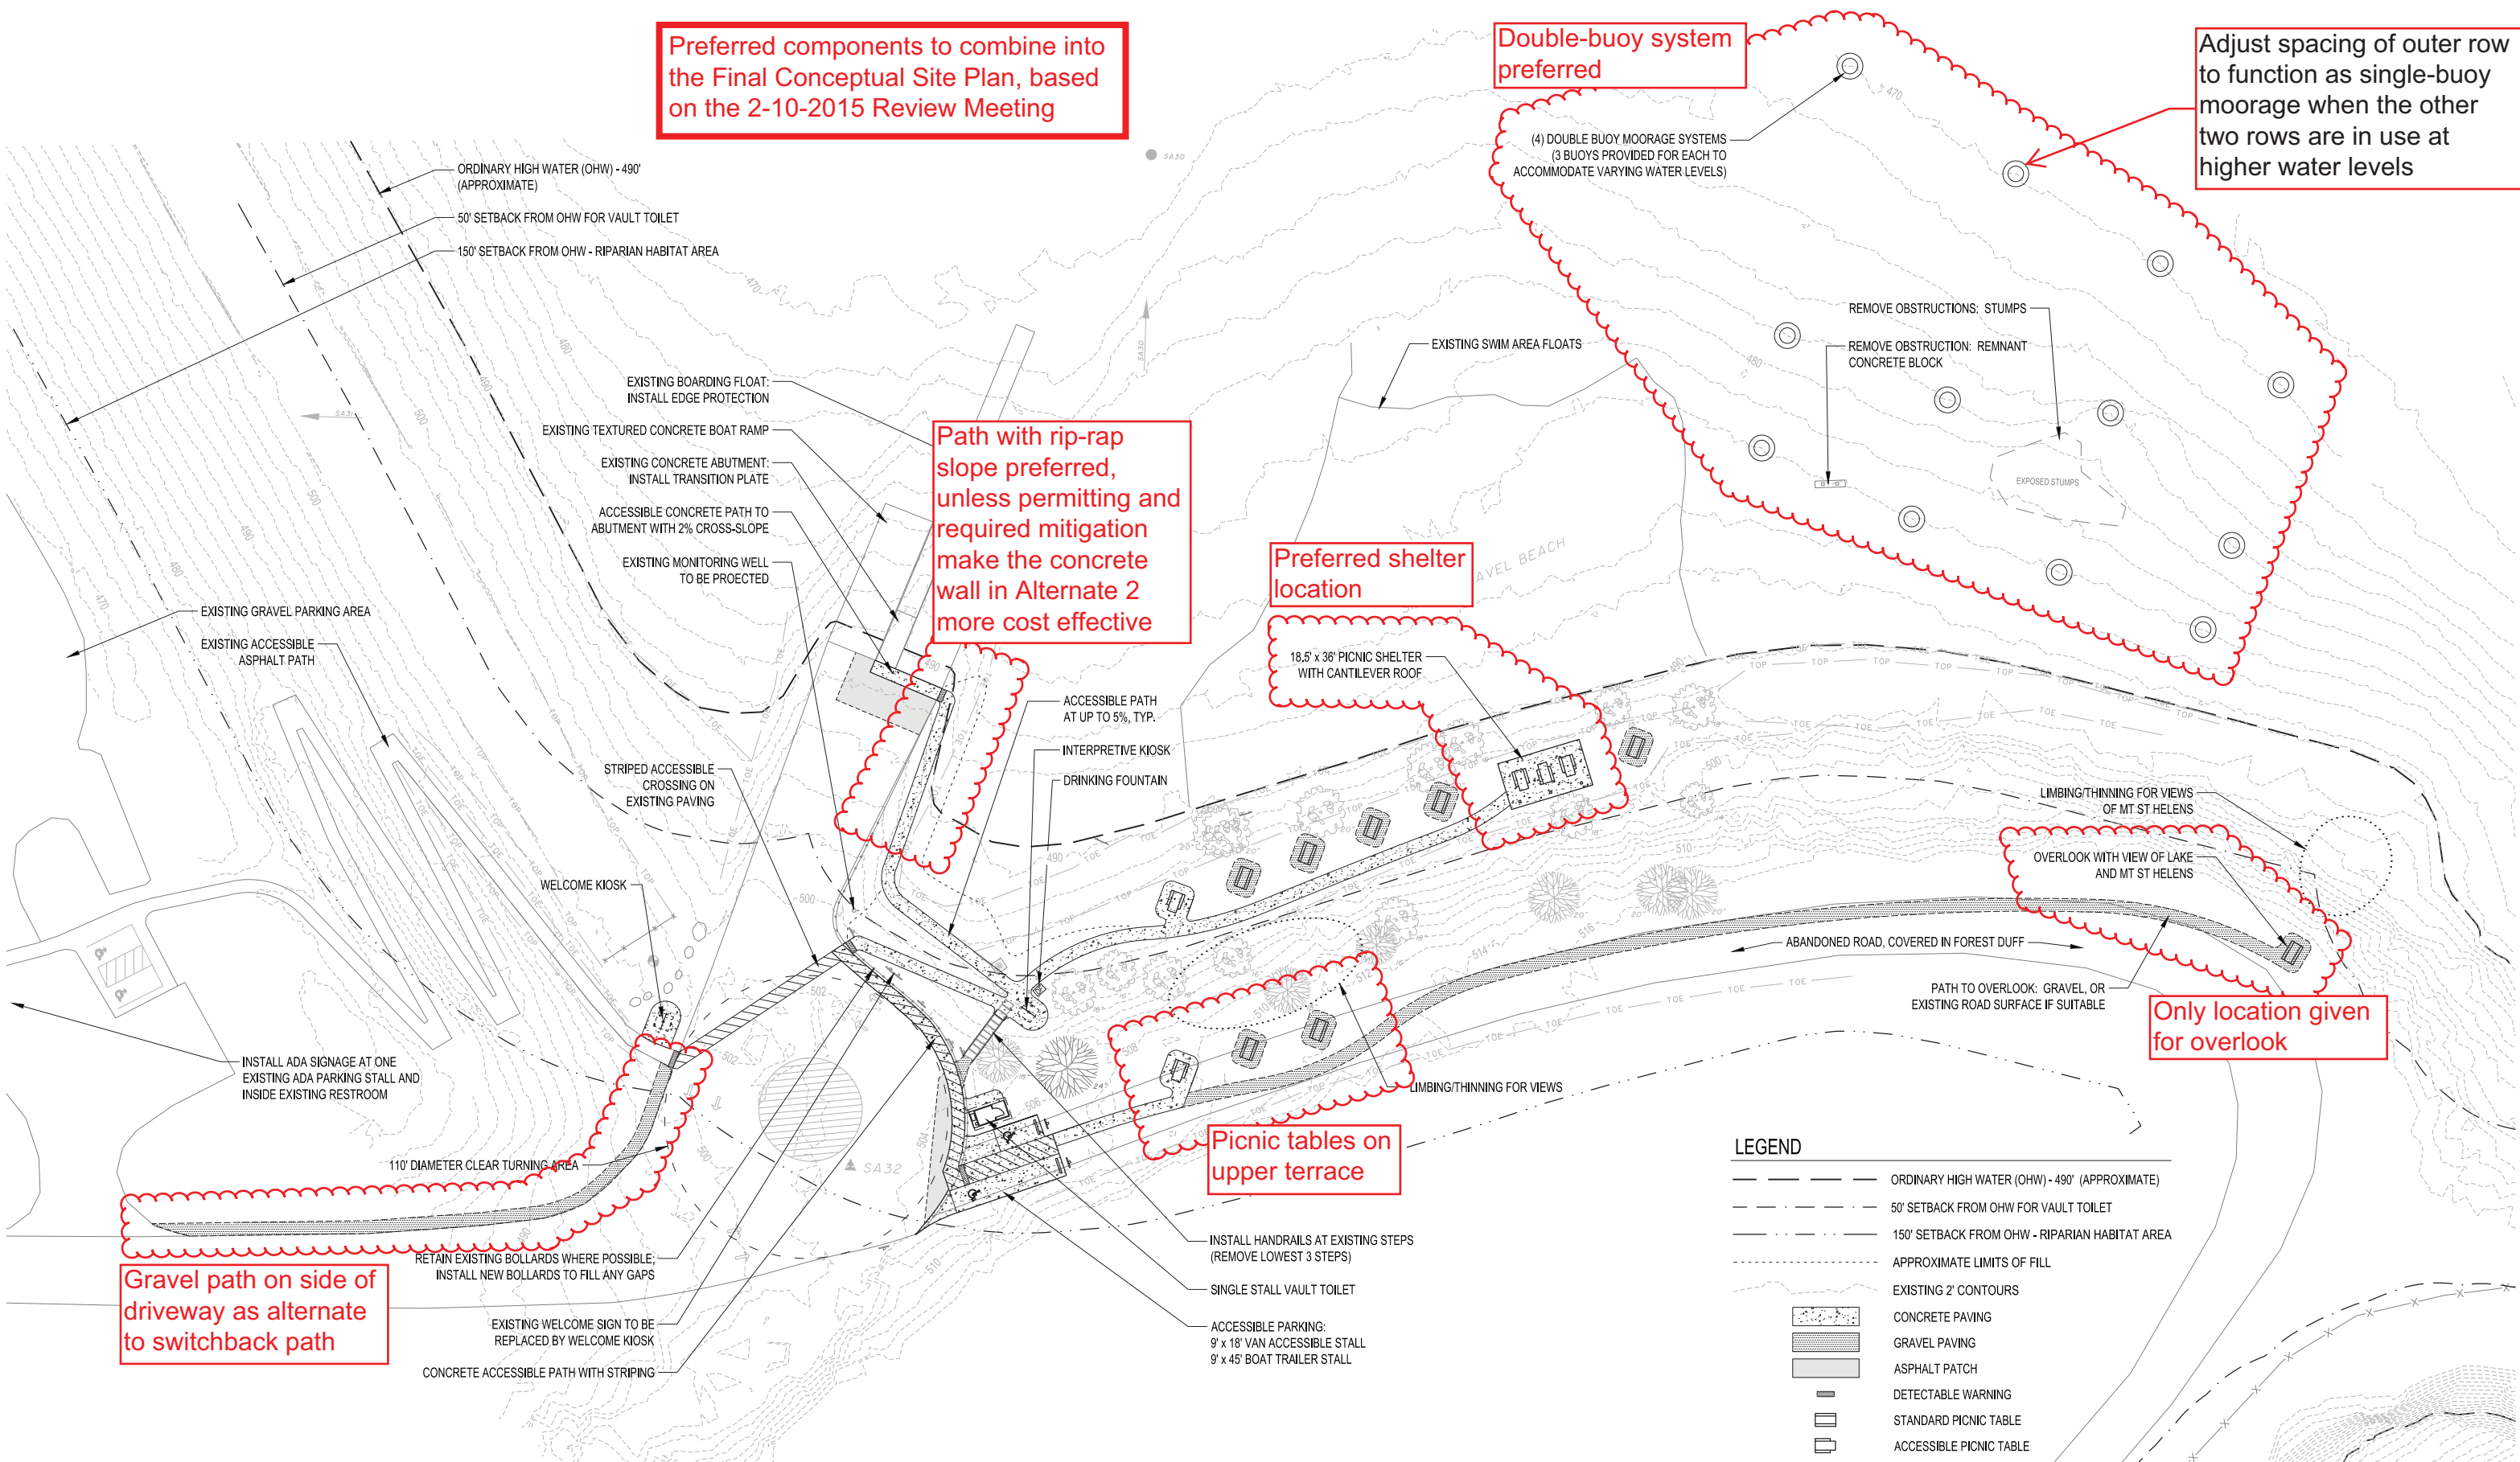 Preferred components to combine into
the Final Conceptual Site Plan, based
on the 2-10-2015 Review Meeting
Double-buoy system
preferred
Adjust spacing of outer row
to function as single-buoy
moorage when the other
two rows are in use at
higher water levels
(4) DOUBLE BUOY MOORAGE SYSTEMS
(3 BUOYS PROVIDED FOR EACH TO
ACCOMMODATE VARYING WATER LEVELS)
ORDINARY HIGH WATER (OHW) - 490'
(APPROXIMATE)
50' SETBACK FROM OHW FOR VAULT TOILET
150' SETBACK FROM OHW - RIPARIAN HABITAT AREA
SA30
SA30
SA31
REMOVE OBSTRUCTIONS: STUMPS
REMOVE OBSTRUCTION: REMNANT
CONCRETE BLOCK
EXPOSED STUMPS
EXISTING SWIM AREA FLOATS
EXISTING BOARDING FLOAT:
INSTALL EDGE PROTECTION
EXISTING TEXTURED CONCRETE BOAT RAMP
EXISTING CONCRETE ABUTMENT:
INSTALL TRANSITION PLATE
ACCESSIBLE CONCRETE PATH TO
ABUTMENT WITH 2% CROSS-SLOPE
EXISTING MONITORING WELL
TO BE PROECTED
Path with rip-rap
slope preferred,
unless permitting and
required mitigation
make the concrete
wall in Alternate 2
more cost effective
Preferred shelter
location
AVEL BEACH
18.5' x 36' PICNIC SHELTER
WITH CANTILEVER ROOF
EXISTING GRAVEL PARKING AREA
EXISTING ACCESSIBLE
ASPHALT PATH
ACCESSIBLE PATH
AT UP TO 5%, TYP.
INTERPRETIVE KIOSK
DRINKING FOUNTAIN
STRIPED ACCESSIBLE
CROSSING ON
EXISTING PAVING
WELCOME KIOSK
LIMBING/THINNING FOR VIEWS
OF MT ST HELENS
OVERLOOK WITH VIEW OF LAKE
AND MT ST HELENS
ABANDONED ROAD, COVERED IN FOREST DUFF
PATH TO OVERLOOK: GRAVEL, OR
EXISTING ROAD SURFACE IF SUITABLE
Only location given
for overlook
INSTALL ADA SIGNAGE AT ONE
EXISTING ADA PARKING STALL AND
INSIDE EXISTING RESTROOM
LIMBING/THINNING FOR VIEWS
Picnic tables on
upper terrace
110' DIAMETER CLEAR TURNING AREA
SA32
Gravel path on side of
driveway as alternate
to switchback path
RETAIN EXISTING BOLLARDS WHERE POSSIBLE;
INSTALL NEW BOLLARDS TO FILL ANY GAPS
EXISTING WELCOME SIGN TO BE
REPLACED BY WELCOME KIOSK
CONCRETE ACCESSIBLE PATH WITH STRIPING
INSTALL HANDRAILS AT EXISTING STEPS
(REMOVE LOWEST 3 STEPS)
SINGLE STALL VAULT TOILET
ACCESSIBLE PARKING:
9' x 18' VAN ACCESSIBLE STALL
9' x 45' BOAT TRAILER STALL
LEGEND
ORDINARY HIGH WATER (OHW) - 490' (APPROXIMATE)
50' SETBACK FROM OHW FOR VAULT TOILET
150' SETBACK FROM OHW - RIPARIAN HABITAT AREA
APPROXIMATE LIMITS OF FILL
EXISTING 2' CONTOURS
CONCRETE PAVING
GRAVEL PAVING
ASPHALT PATCH
DETECTABLE WARNING
STANDARD PICNIC TABLE
ACCESSIBLE PICNIC TABLE